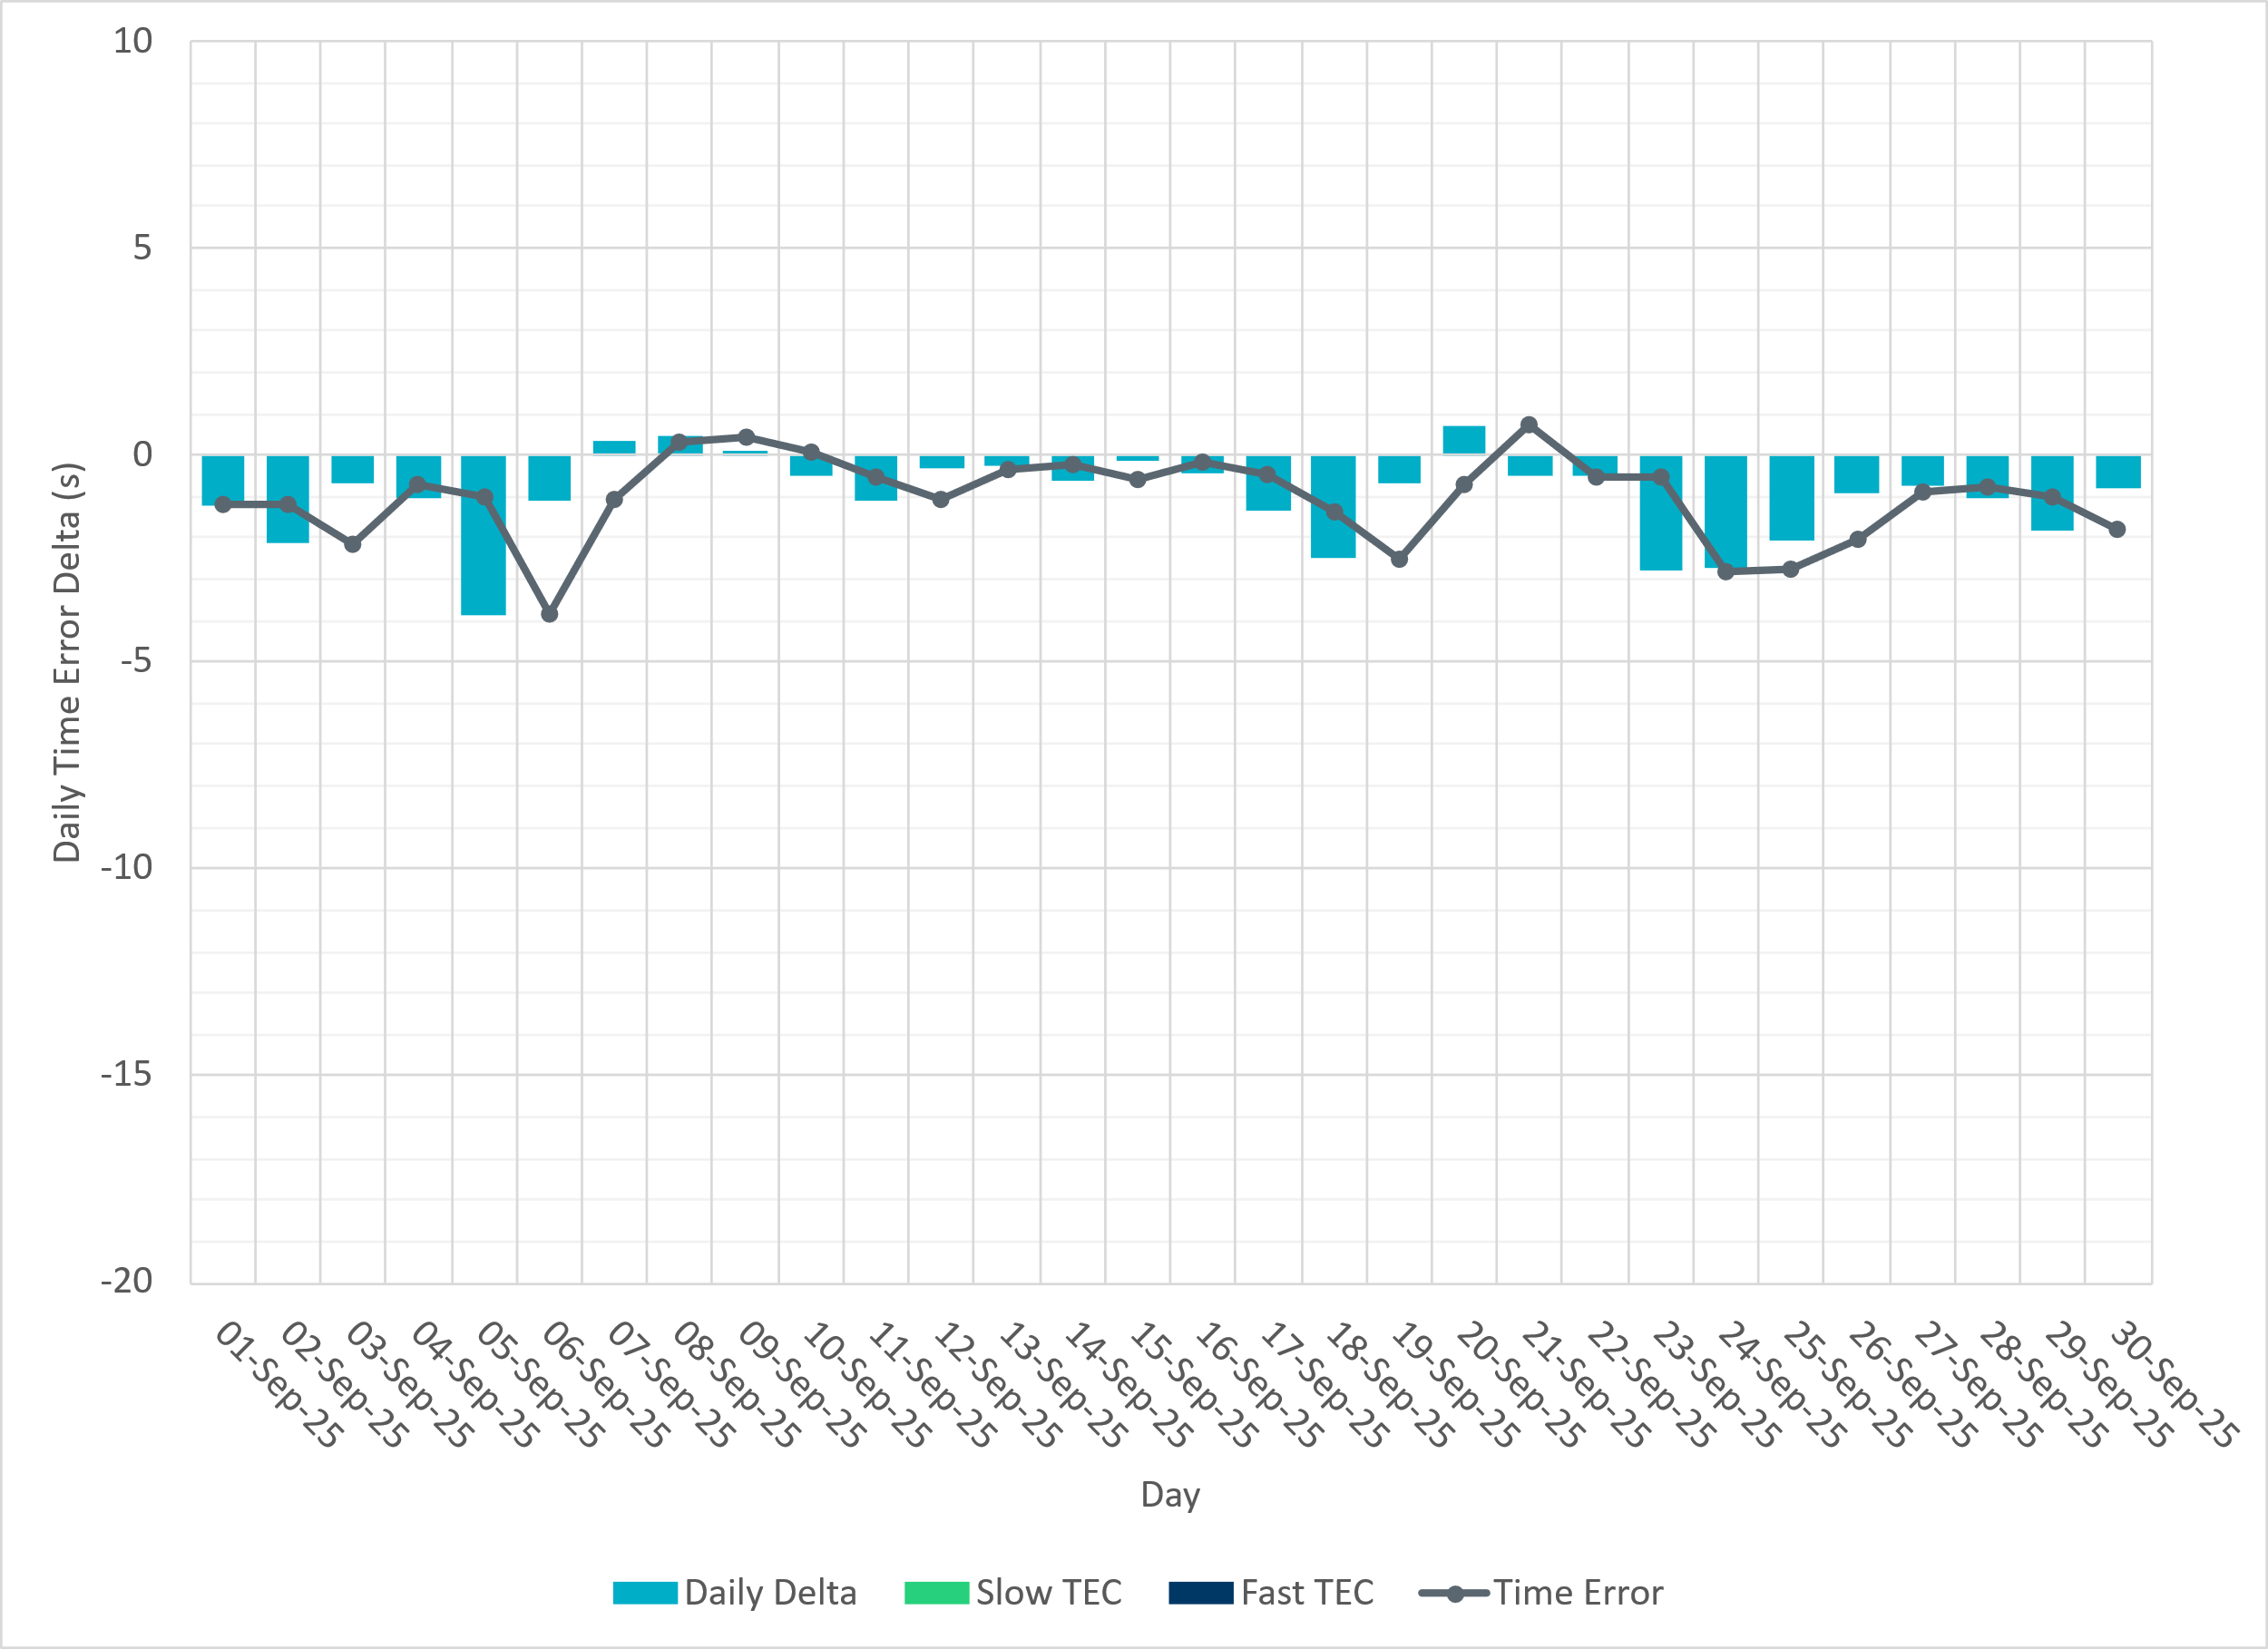 10
5
0
-5
-10
-15
-20
Daily Time Error Delta (s)
01-Sep-25
02-Sep-25
03-Sep-25
04-Sep-25
05-Sep-25
06-Sep-25
07-Sep-25
08-Sep-25
09-Sep-25
10-Sep-25
11-Sep-25
12-Sep-25
13-Sep-25
14-Sep-25
15-Sep-25
16-Sep-25
17-Sep-25
18-Sep-25
19-Sep-25
20-Sep-25
21-Sep-25
22-Sep-25
23-Sep-25
24-Sep-25
25-Sep-25
26-Sep-25
27-Sep-25
28-Sep-25
29-Sep-25
30-Sep-25
Day
Daily Delta Slow TEC Fast TEC Time Error